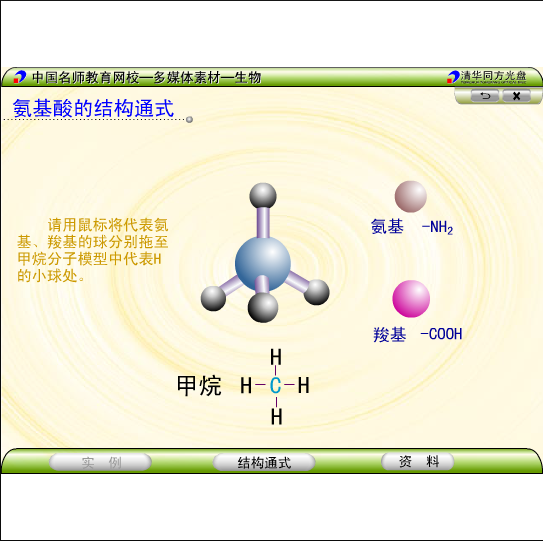 中国名师教育网校—多媒体素材—生物
清华同方光盘
氨基酸的结构通式
请用鼠标将代表氨
基、羧基的球分别拖至
甲烷分子模型中代表H
的小球处。
氨基 -NH₂
羧基 -COOH
H
甲烷 H-C-H
H
实 例
结构通式
资 料